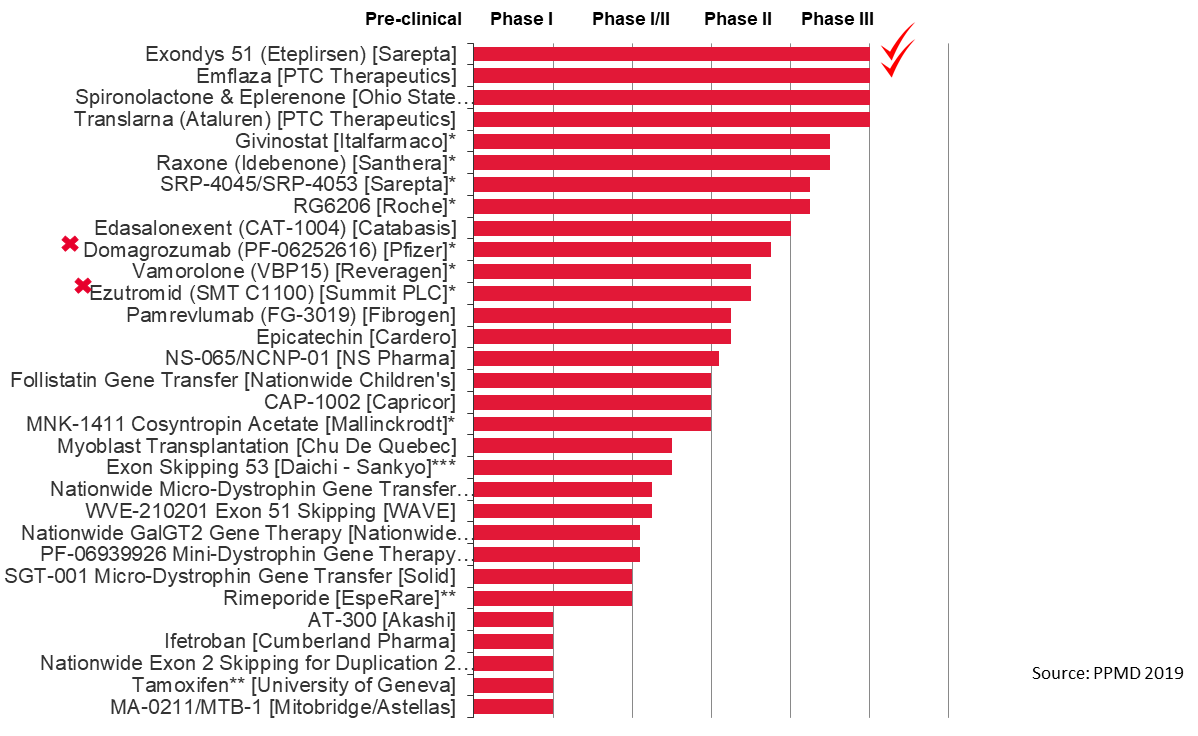 Pre-clinical Phase I Phase I/II Phase II Phase III
Exondys 51 (Eteplirsen) [Sarepta]
Emflaza [PTC Therapeutics]
Spironolactone & Eplerenone [Ohio State…
Translarna (Ataluren) [PTC Therapeutics]
Givinostat [Italfarmaco]*
Raxone (Idebenone) [Santhera]*
SRP-4045/SRP-4053 [Sarepta]*
RG6206 [Roche]*
Edasalonexent (CAT-1004) [Catabasis]
Domagrozumab (PF-06252616) [Pfizer]*
Vamorolone (VBP15) [Reveragen]*
Ezutromid (SMT C1100) [Summit PLC]*
Pamrevlumab (FG-3019) [Fibrogen]
Epicatechin [Cardero]
NS-065/NCNP-01 [NS Pharma]
Follistatin Gene Transfer [Nationwide Children's]
CAP-1002 [Capricor]
MNK-1411 Cosyntropin Acetate [Mallinckrodt]*
Myoblast Transplantation [Chu De Quebec]
Exon Skipping 53 [Daichi - Sankyo]***
Nationwide Micro-Dystrophin Gene Transfer…
WVE-210201 Exon 51 Skipping [WAVE]
Nationwide GalGT2 Gene Therapy [Nationwide…
PF-06939926 Mini-Dystrophin Gene Therapy…
SGT-001 Micro-Dystrophin Gene Transfer [Solid]
Rimeporide [EspeRare]**
AT-300 [Akashi]
Ifetroban [Cumberland Pharma]
Nationwide Exon 2 Skipping for Duplication 2…
Tamoxifen** [University of Geneva]
MA-0211/MTB-1 [Mitobridge/Astellas]
Source: PPMD 2019